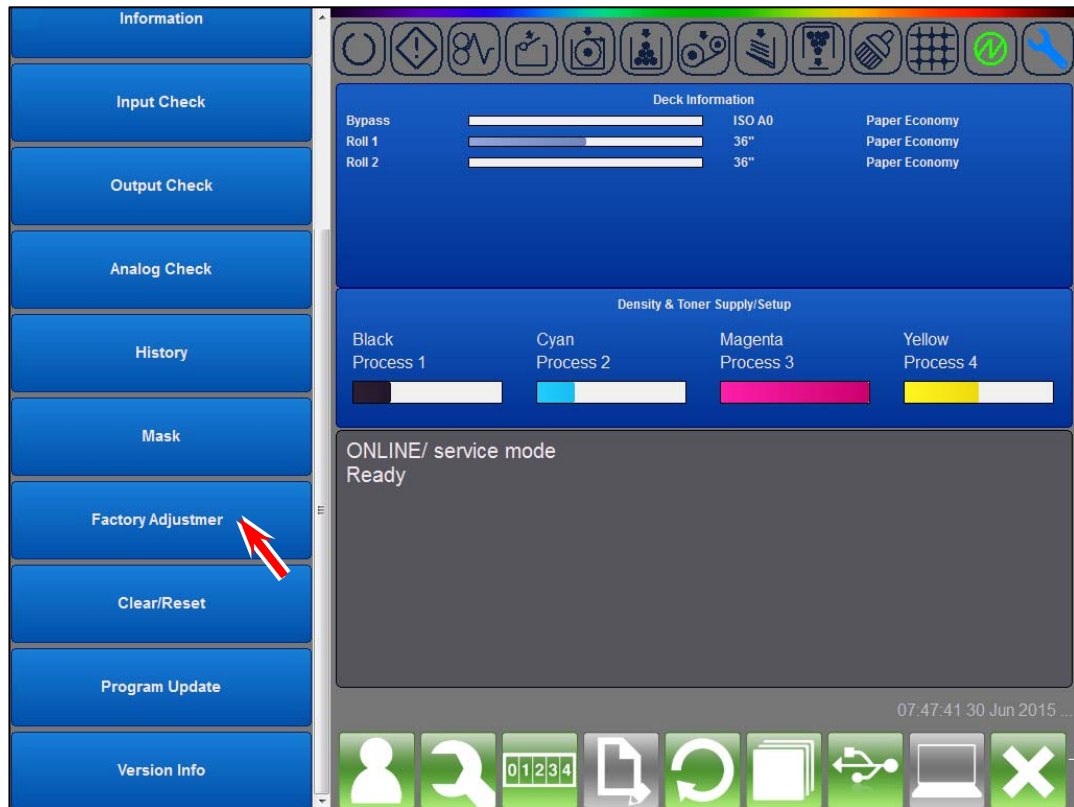 Information
Input Check
Output Check
Analog Check
History
Mask
Factory Adjustmer
Clear/Reset
Program Update
Version Info
Deck Information
Bypass ISO A0 Paper Economy
Roll 1 36" Paper Economy
Roll 2 36" Paper Economy
Density & Toner Supply/Setup
Black Cyan Magenta Yellow
Process 1 Process 2 Process 3 Process 4
ONLINE/ service mode
Ready
07:47:41 30 Jun 2015 ...
01234